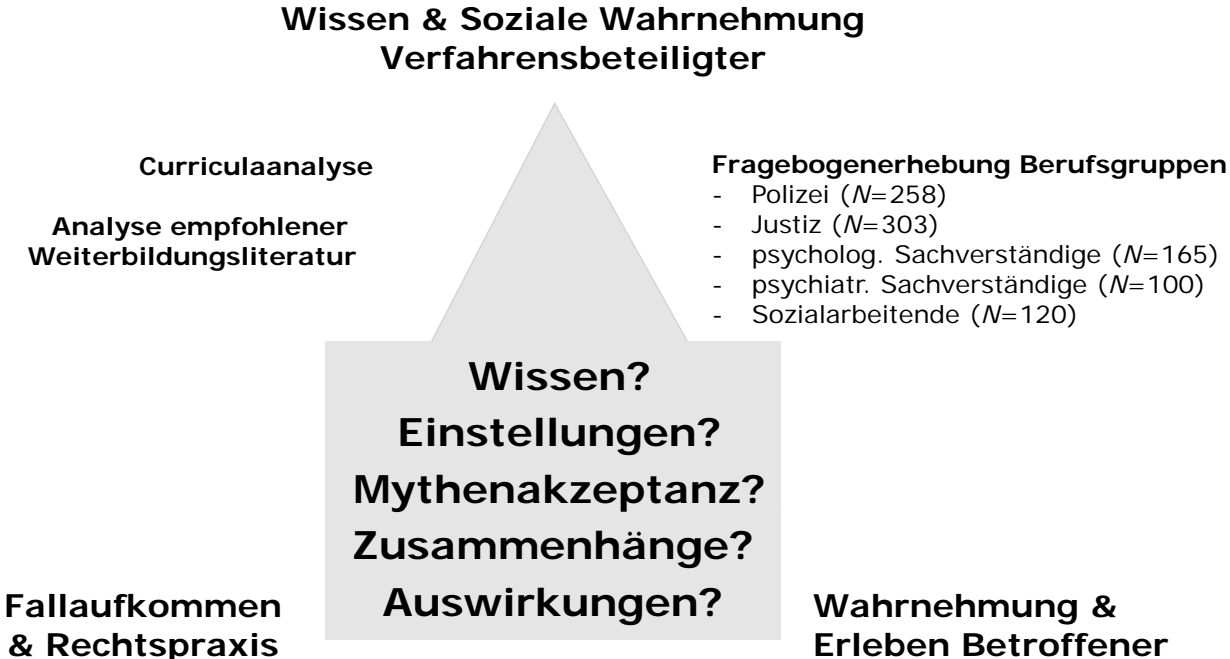 Wissen & Soziale Wahrnehmung
Verfahrensbeteiligter
Curriculaanalyse
Analyse empfohlener
Weiterbildungsliteratur
Fragebogenerhebung Berufsgruppen
- Polizei (N=258)
- Justiz (N=303)
- psycholog. Sachverständige (N=165)
- psychiatr. Sachverständige (N=100)
- Sozialarbeitende (N=120)
Wissen?
Einstellungen?
Mythenakzeptanz?
Zusammenhänge?
Auswirkungen?
Fallaufkommen
& Rechtspraxis
Wahrnehmung &
Erleben Betroffener